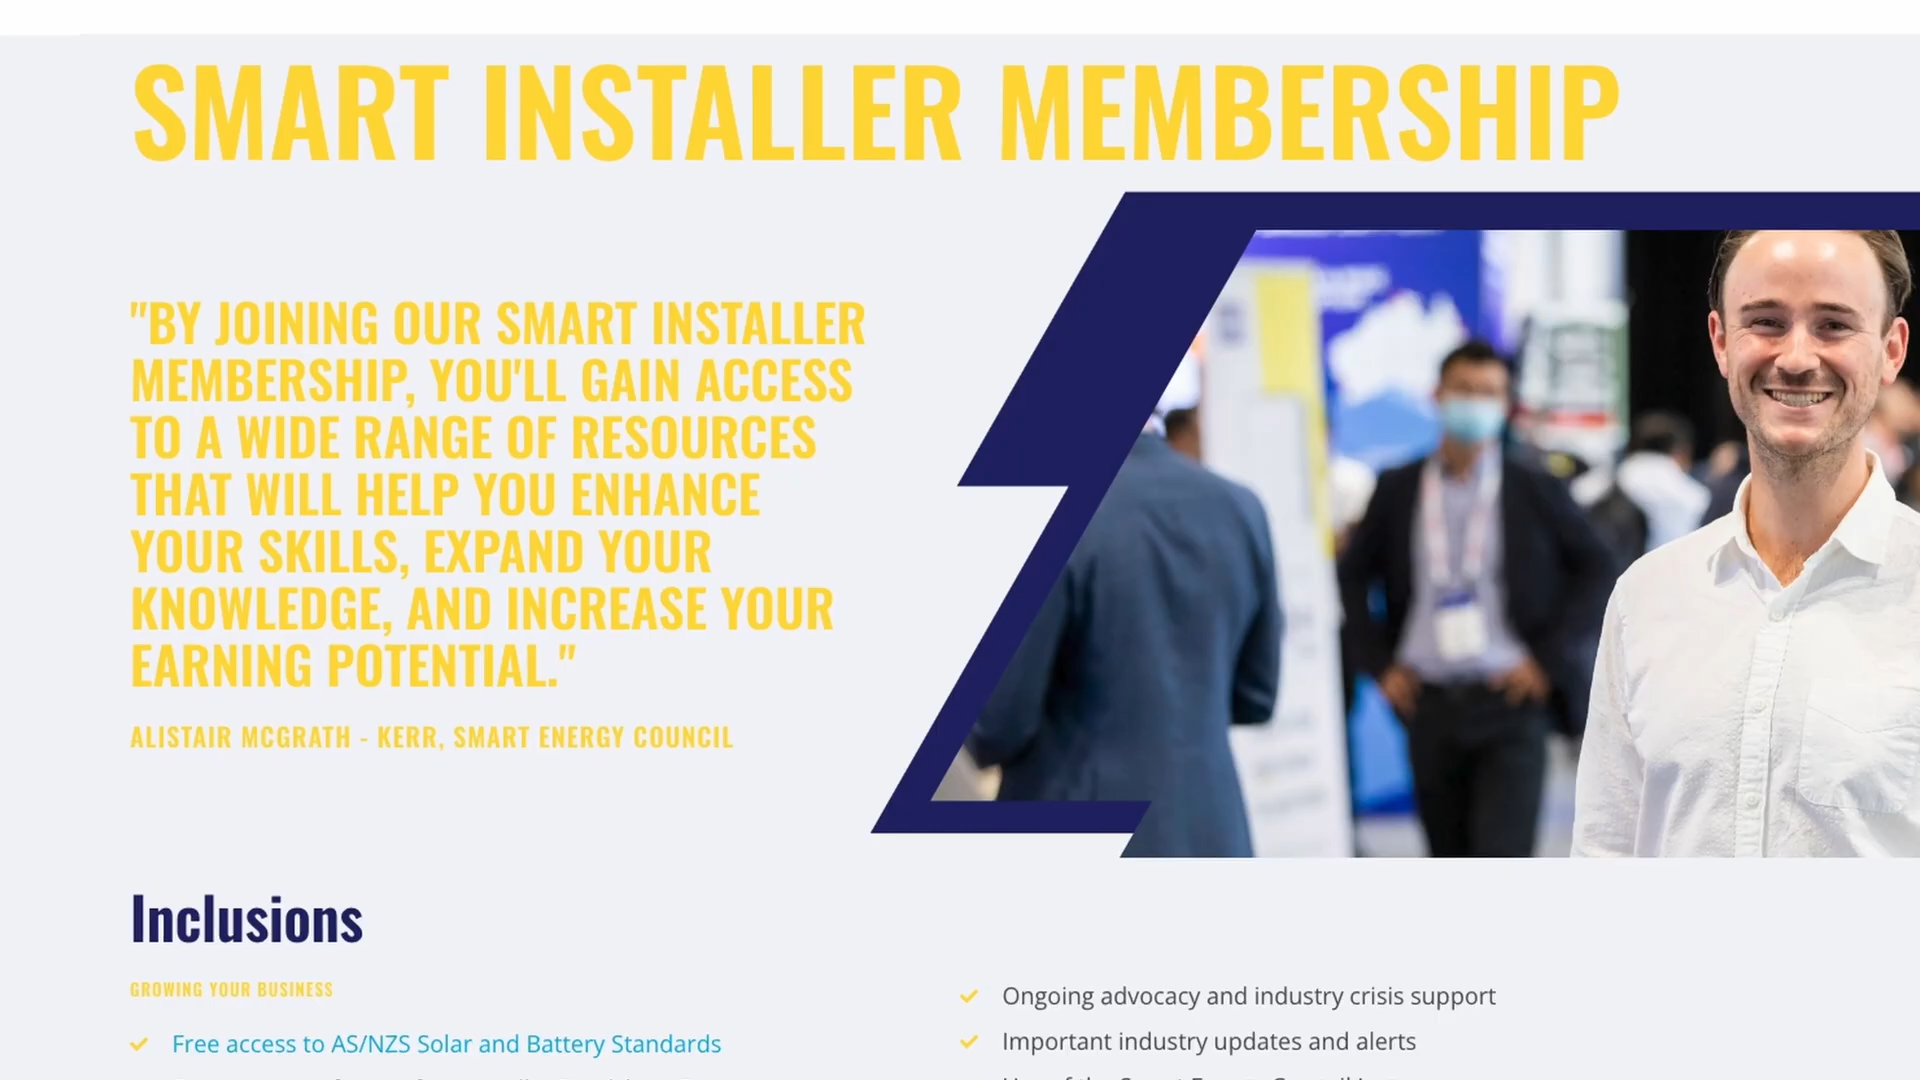 SMART INSTALLER MEMBERSHIP
"BY JOINING OUR SMART INSTALLER
MEMBERSHIP, YOU'LL GAIN ACCESS
TO A WIDE RANGE OF RESOURCES
THAT WILL HELP YOU ENHANCE
YOUR SKILLS, EXPAND YOUR
KNOWLEDGE, AND INCREASE YOUR
EARNING POTENTIAL."
ALISTAIR MCGRATH - KERR, SMART ENERGY COUNCIL
Inclusions
GROWING YOUR BUSINESS
Free access to AS/NZS Solar and Battery Standards
Ongoing advocacy and industry crisis support
Important industry updates and alerts